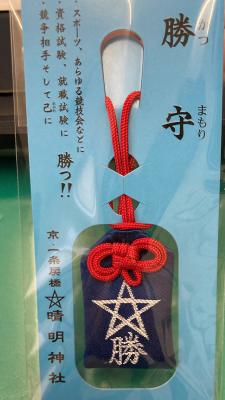 勝守
かつ
まもり
・スポーツ、あらゆる競技会などに
・資格試験、就職試験に
・競争相手そして己に
勝つ!!
京・一条戻橋
晴明神社
勝